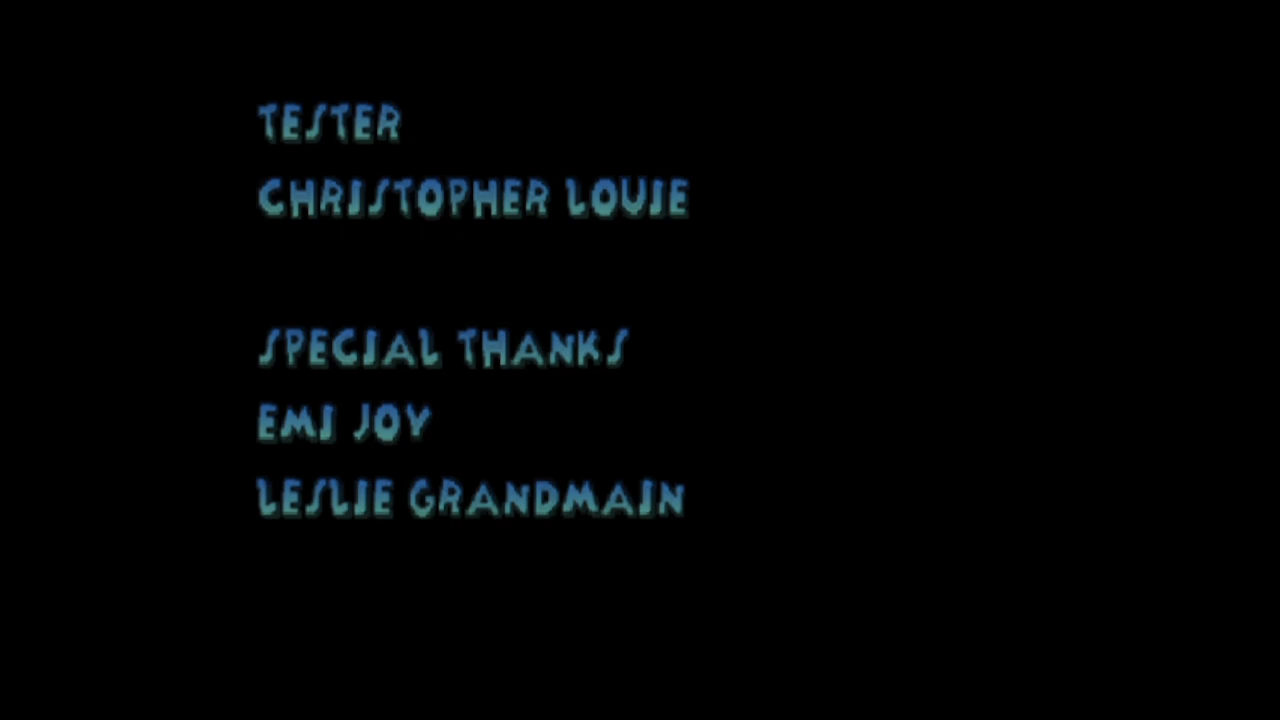 TESTER
CHRISTOPHER LOUIE
SPECIAL THANKS
EMI JOY
LESLIE GRANDMAIN